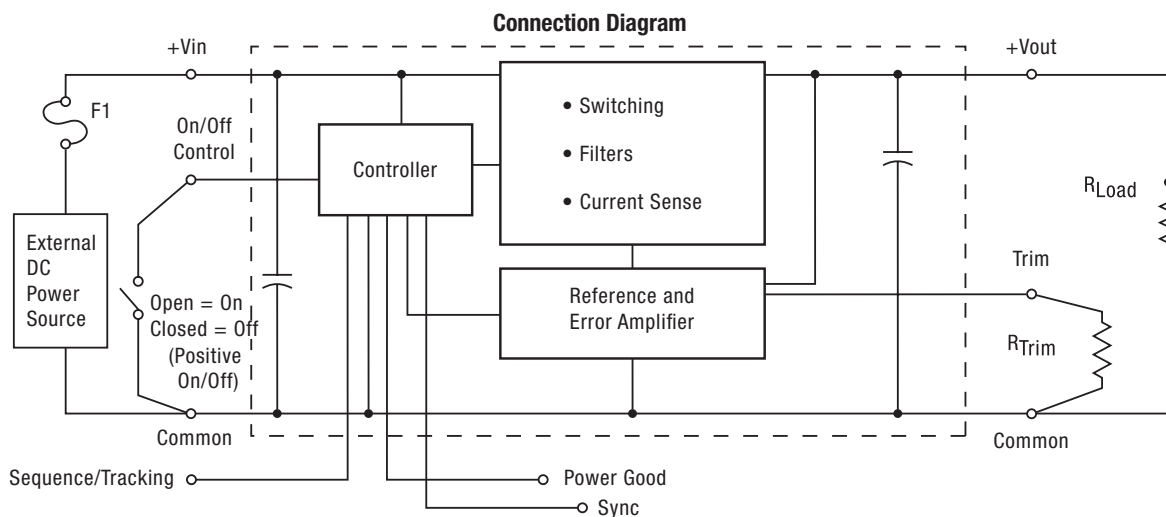 Connection Diagram
+Vin
+Vout
F1
On/Off
Control
Controller
• Switching
• Filters
• Current Sense
RLoad
External
DC
Power
Source
Open = On
Closed = Off
(Positive
On/Off)
Reference and
Error Amplifier
Trim
RTrim
Common
Common
Sequence/Tracking
Power Good
Sync